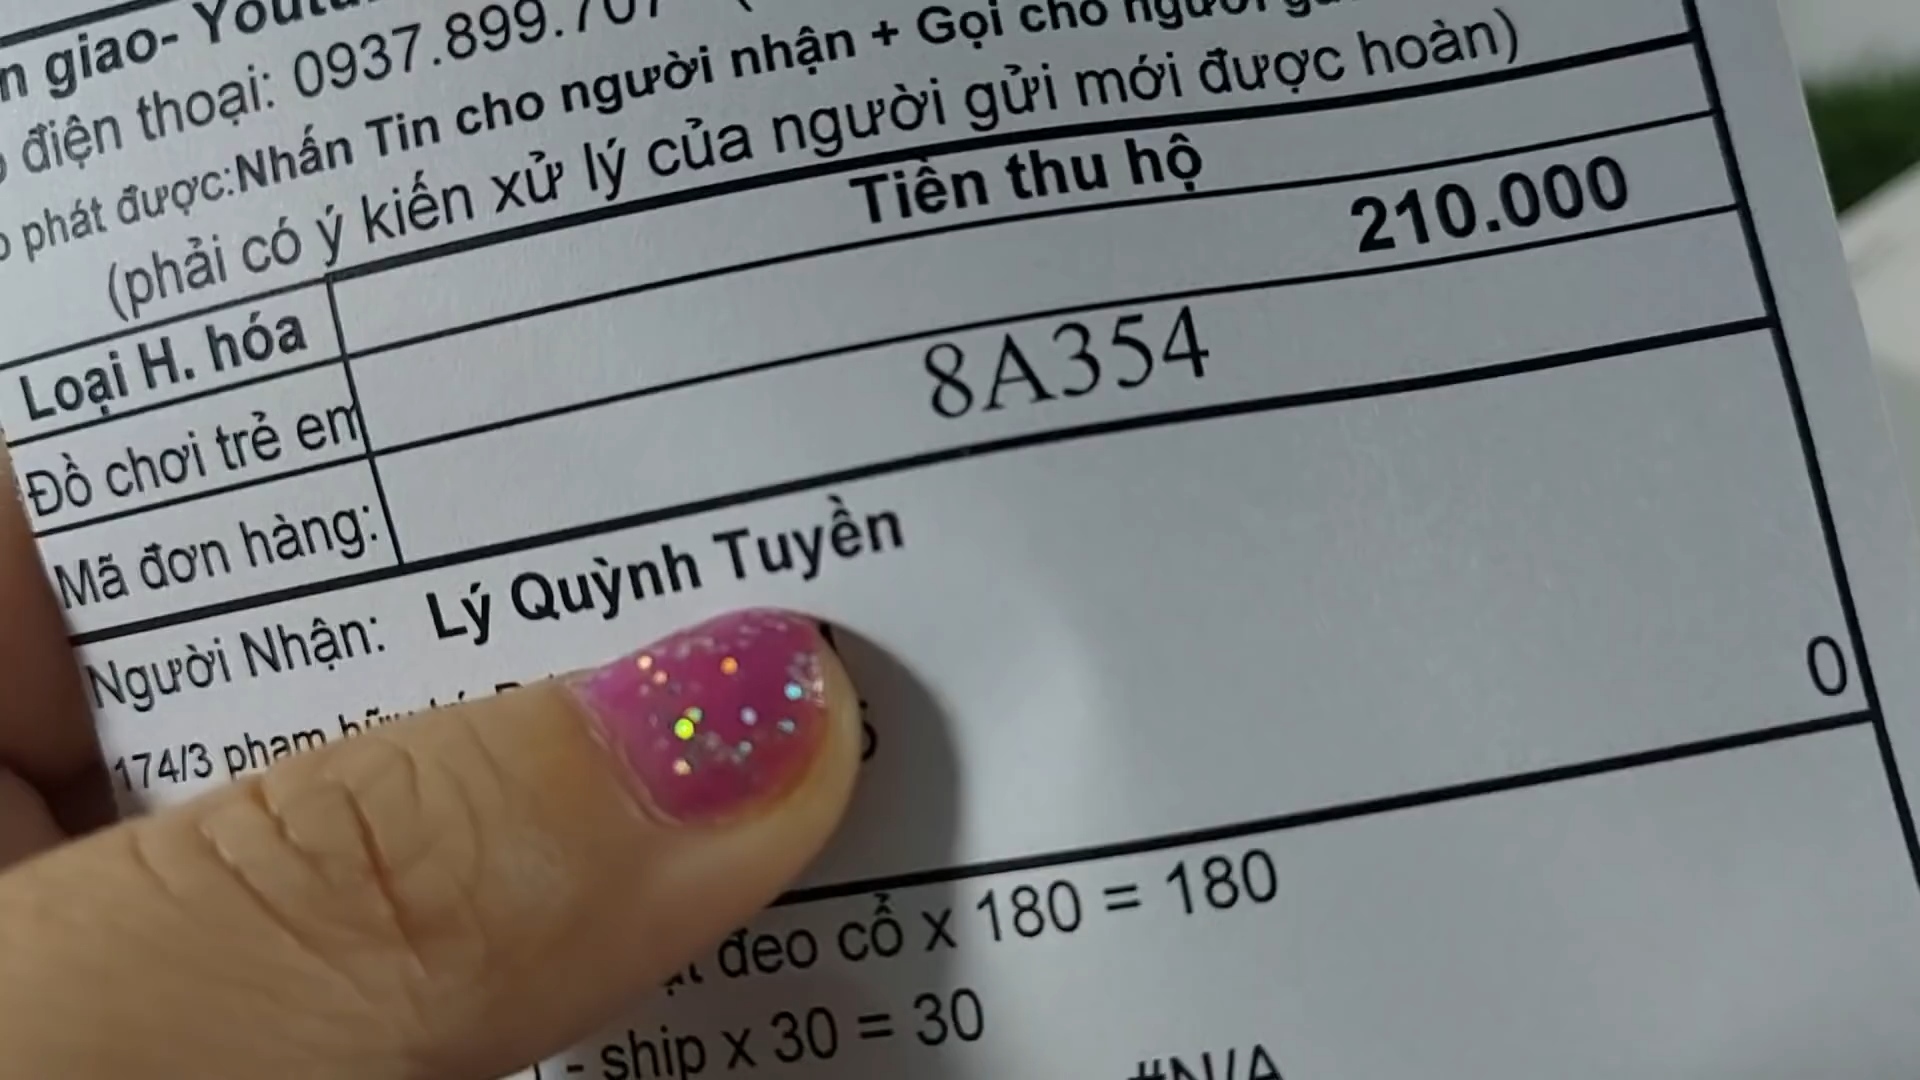 giao- Youtu
điện thoại: 0937.899.707
phát được:Nhấn Tin cho người nhận + Gọi cho người
(phải có ý kiến xử lý của người gửi mới được hoàn)
Loại H. hóa Tiền thu hộ
Đồ chơi trẻ em 210.000
Mã đơn hàng: 8A354
Người Nhận: Lý Quỳnh Tuyền
174/3 phạm
0
đeo cổ x 180 = 180
- ship x 30 = 30
#N/A